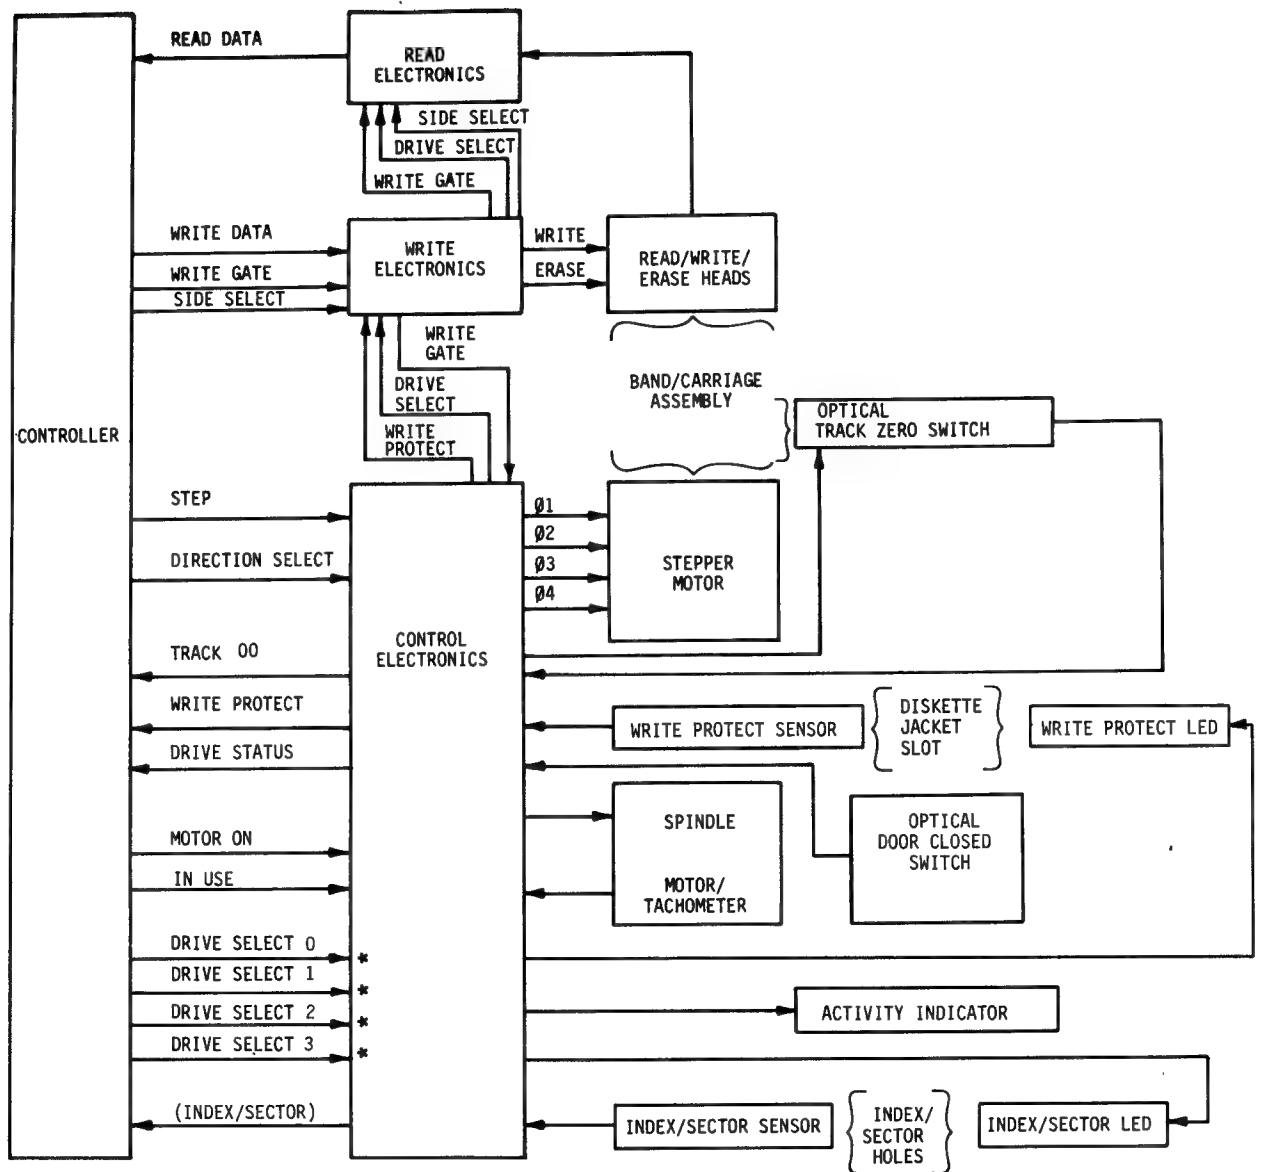 READ DATA
READ
ELECTRONICS
SIDE SELECT
DRIVE SELECT
WRITE GATE
WRITE DATA
WRITE GATE
SIDE SELECT
WRITE
ELECTRONICS
WRITE
ERASE
READ/WRITE/
ERASE HEADS
WRITE
GATE
DRIVE
SELECT
WRITE
PROTECT
BAND/CARRIAGE
ASSEMBLY
OPTICAL
TRACK ZERO SWITCH
CONTROLLER
STEP
DIRECTION SELECT
Ø1
Ø2
Ø3
Ø4
STEPPER
MOTOR
CONTROL
ELECTRONICS
TRACK 00
WRITE PROTECT
DRIVE STATUS
WRITE PROTECT SENSOR
DISKETTE
JACKET
SLOT
WRITE PROTECT LED
SPINDLE
MOTOR/
TACHOMETER
OPTICAL
DOOR CLOSED
SWITCH
MOTOR ON
IN USE
DRIVE SELECT 0
*
DRIVE SELECT 1
*
DRIVE SELECT 2
*
DRIVE SELECT 3
*
ACTIVITY INDICATOR
(INDEX/SECTOR)
INDEX/SECTOR SENSOR
INDEX/
SECTOR
HOLES
INDEX/SECTOR LED